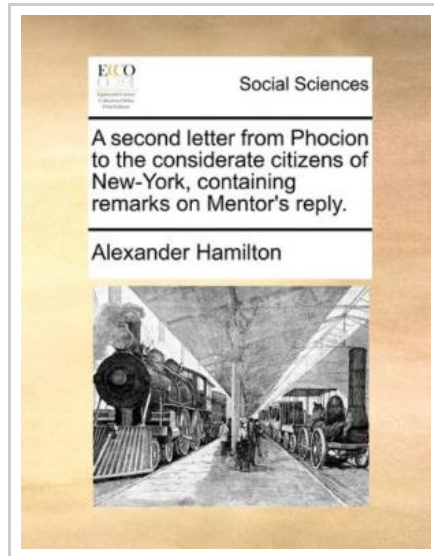 ECCO
Social Sciences
A second letter from Phocion
to the considerate citizens of
New-York, containing
remarks on Mentor's reply.
Alexander Hamilton